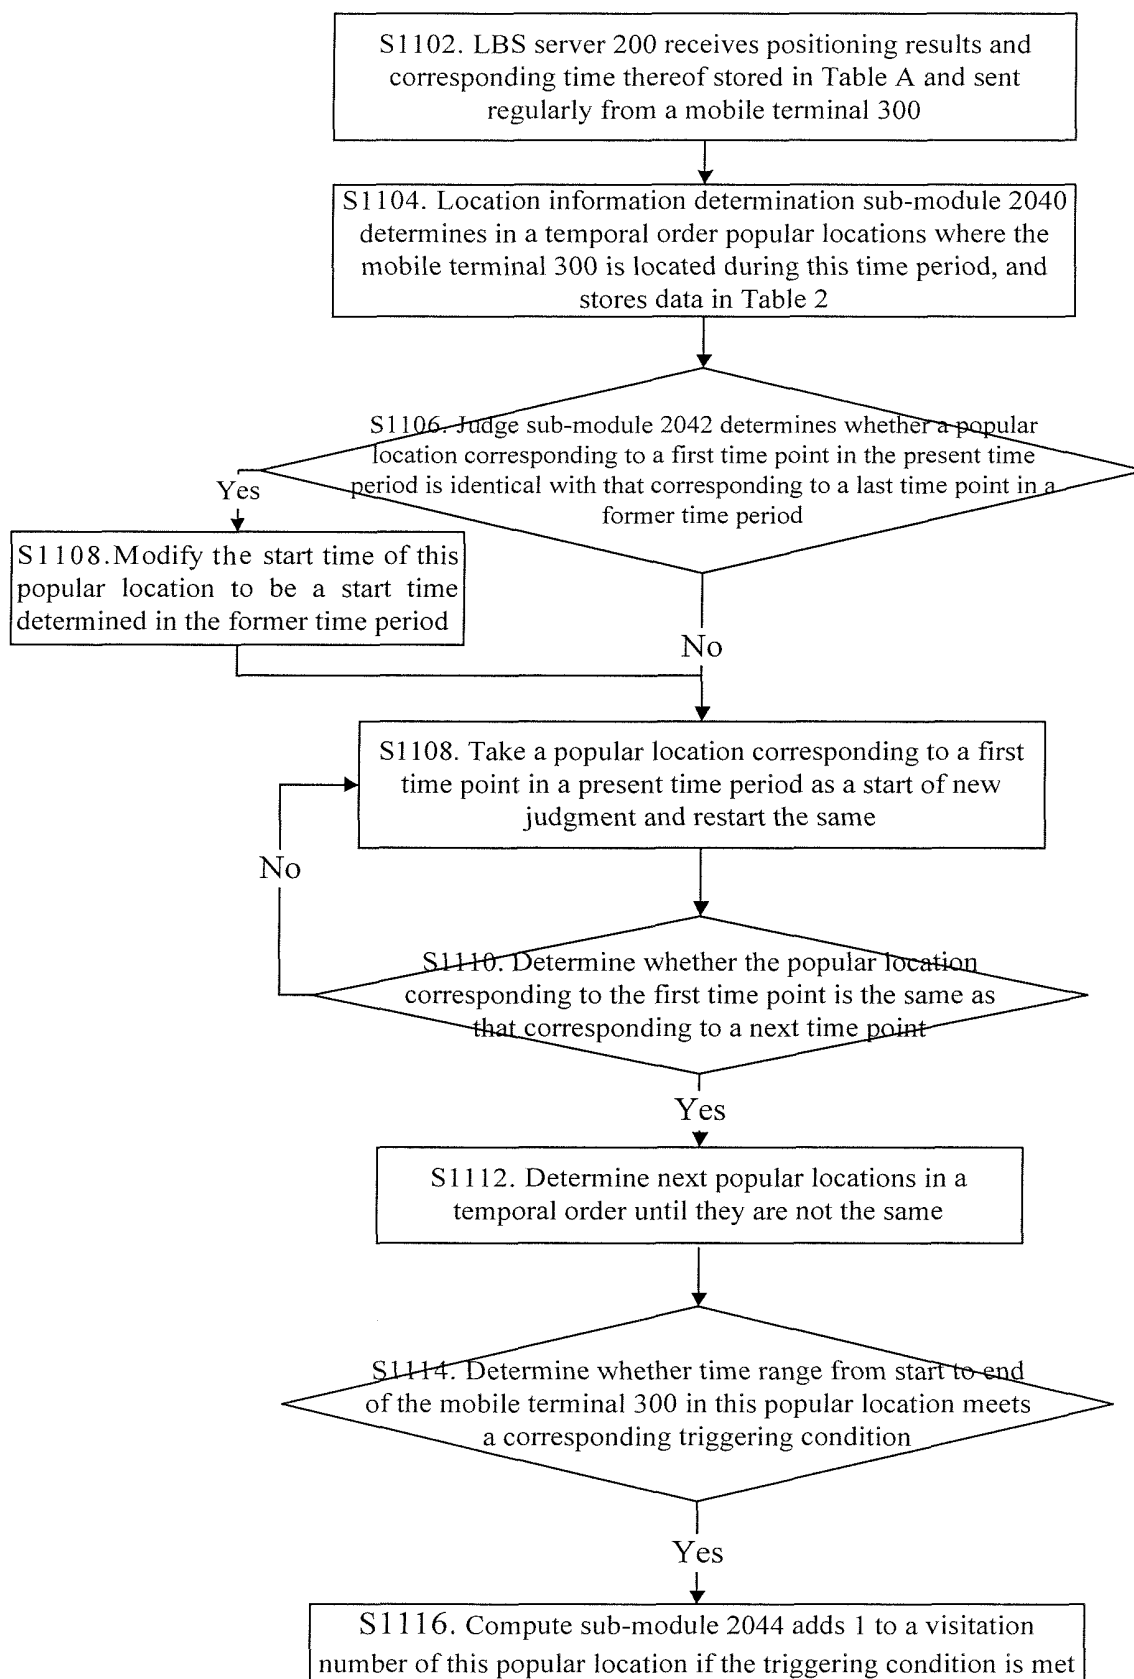 S1102. LBS server 200 receives positioning results and
corresponding time thereof stored in Table A and sent
regularly from a mobile terminal 300
S1104. Location information determination sub-module 2040
determines in a temporal order popular locations where the
mobile terminal 300 is located during this time period, and
stores data in Table 2
S1106. Judge sub-module 2042 determines whether a popular
location corresponding to a first time point in the present time
period is identical with that corresponding to a last time point in a
former time period
Yes
S1108.Modify the start time of this
popular location to be a start time
determined in the former time period
No
S1108. Take a popular location corresponding to a first
time point in a present time period as a start of new
judgment and restart the same
No
S1110. Determine whether the popular location
corresponding to the first time point is the same as
that corresponding to a next time point
Yes
S1112. Determine next popular locations in a
temporal order until they are not the same
S1114. Determine whether time range from start to end
of the mobile terminal 300 in this popular location meets
a corresponding triggering condition
Yes
S1116. Compute sub-module 2044 adds 1 to a visitation
number of this popular location if the triggering condition is met